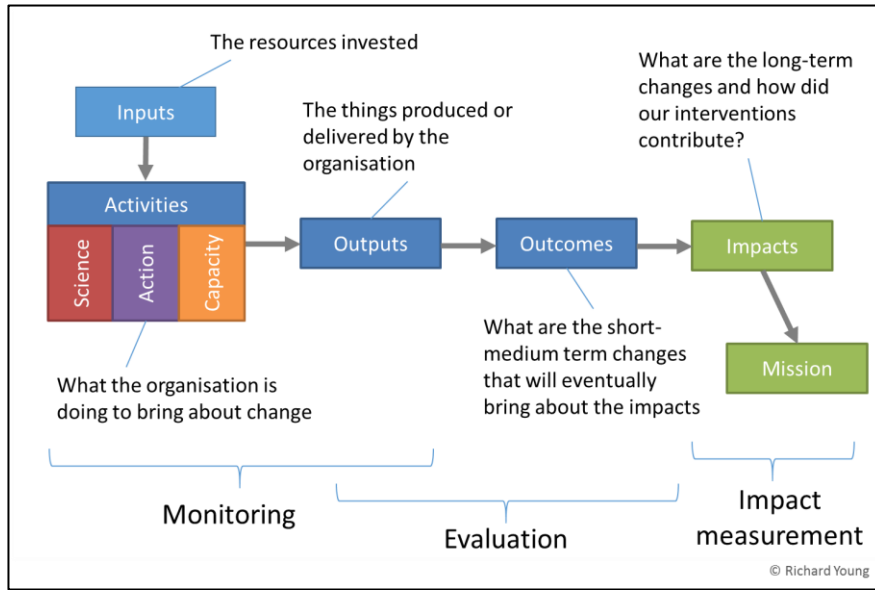 The resources invested
Inputs
The things produced or
delivered by the
organisation
What are the long-term
changes and how did
our interventions
contribute?
Activities
Science
Action
Capacity
Outputs
Outcomes
Impacts
What the organisation is
doing to bring about change
What are the short-
medium term changes
that will eventually
bring about the impacts
Mission
Monitoring
Evaluation
Impact
measurement
© Richard Young